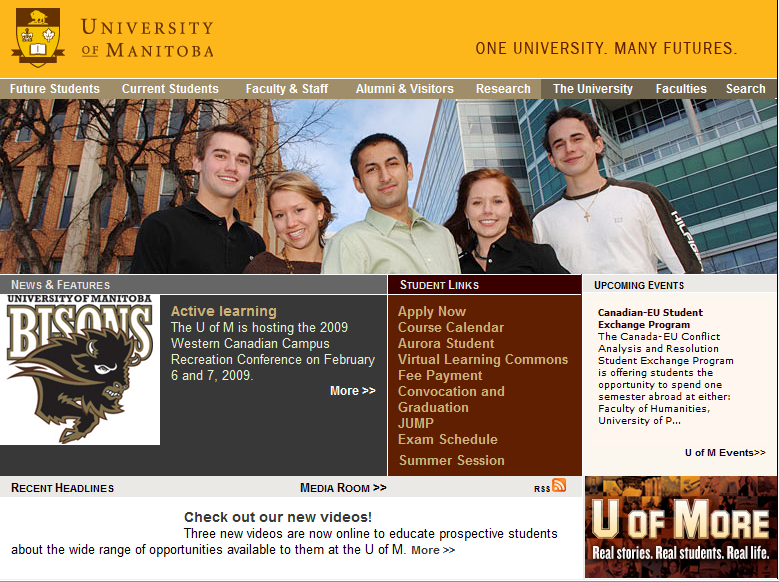 UNIVERSITY
OF MANITOBA
ONE UNIVERSITY. MANY FUTURES.
Future Students Current Students Faculty & Staff Alumni & Visitors Research The University Faculties Search
HILFIGER
NEWS & FEATURES
UNIVERSITY OF MANITOBA
BISONS
Active learning
The U of M is hosting the 2009
Western Canadian Campus
Recreation Conference on February
6 and 7, 2009.
More >>
STUDENT LINKS
Apply Now
Course Calendar
Aurora Student
Virtual Learning Commons
Fee Payment
Convocation and
Graduation
JUMP
Exam Schedule
Summer Session
UPCOMING EVENTS
Canadian-EU Student
Exchange Program
The Canada-EU Conflict
Analysis and Resolution
Student Exchange Program
is offering students the
opportunity to spend one
semester abroad at either:
Faculty of Humanities,
University of P...
U of M Events>>
RECENT HEADLINES
MEDIA ROOM >>
RSS
Check out our new videos!
Three new videos are now online to educate prospective students
about the wide range of opportunities available to them at the U of M. More >>
U OF MORE
Real stories. Real students. Real life.